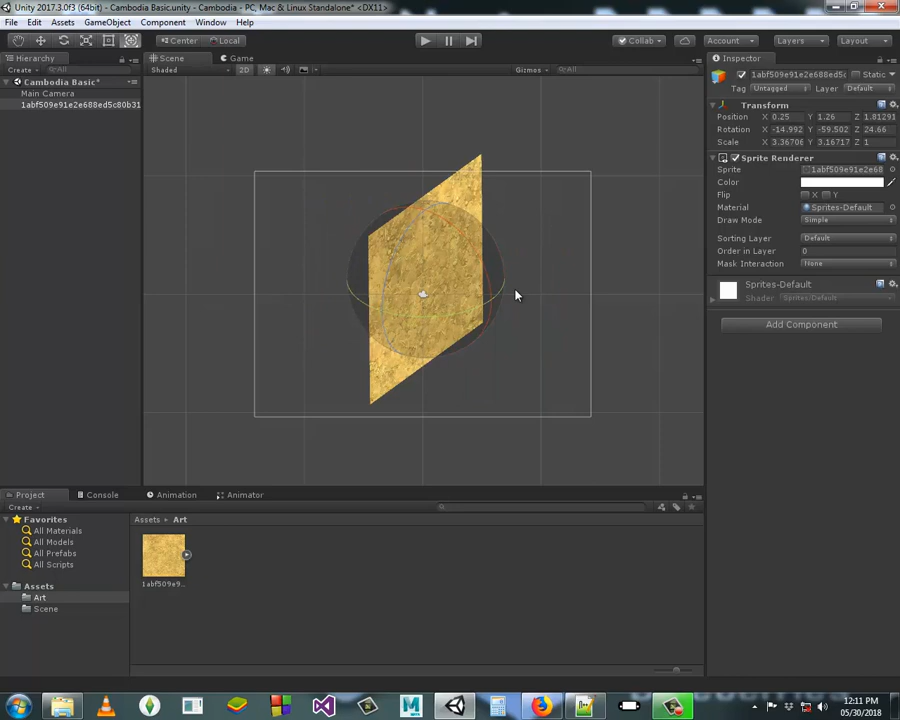 Unity 2017.3.0f3 (64bit) - Cambodia Basic.unity - Cambodia - PC, Mac & Linux Standalone* <DX11>
File Edit Assets GameObject Component Window Help
Center Local Collab Account Layers Layout
Hierarchy Scene Game Inspector
Create All Shaded 2D Gizmos All
1abf509e91e2e688ed5c Static
Cambodia Basic* Tag Untagged Layer Default
Main Camera
1abf509e91e2e688ed5c80b31
Transform
Position X 0.25 Y 1.26 Z 1.81291
Rotation X -14.992 Y -59.502 Z 24.66
Scale X 3.36706 Y 3.16717 Z 1
Sprite Renderer
Sprite 1abf509e91e2e68
Color
Flip X Y
Material Sprites-Default
Draw Mode Simple
Sorting Layer Default
Order in Layer 0
Mask Interaction None
Sprites-Default
Shader Sprites/Default
Add Component
Project Console Animation Animator
Create
Favorites
All Materials
All Models
All Prefabs
All Scripts
Assets
Art
Scene
Assets Art
1abf509e9...
12:11 PM
05/30/2018